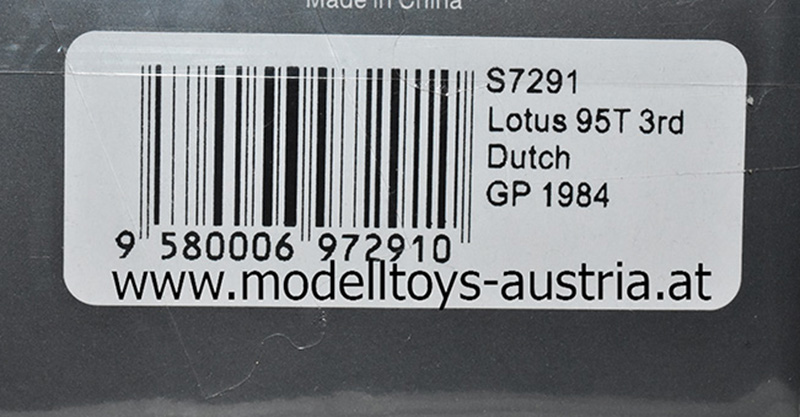 Made in China
S7291
Lotus 95T 3rd
Dutch
GP 1984
9 580006 972910
www.modelltoys-austria.at